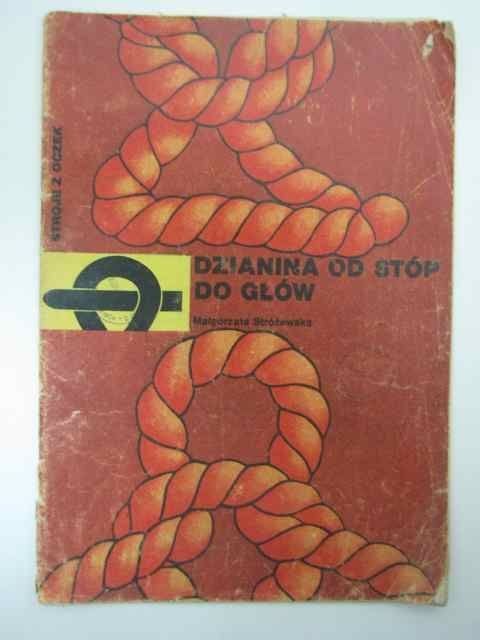 STROJE Z OCZEK
DZIANINA OD STÓP
DO GŁÓW
Małgorzata Stróżewska